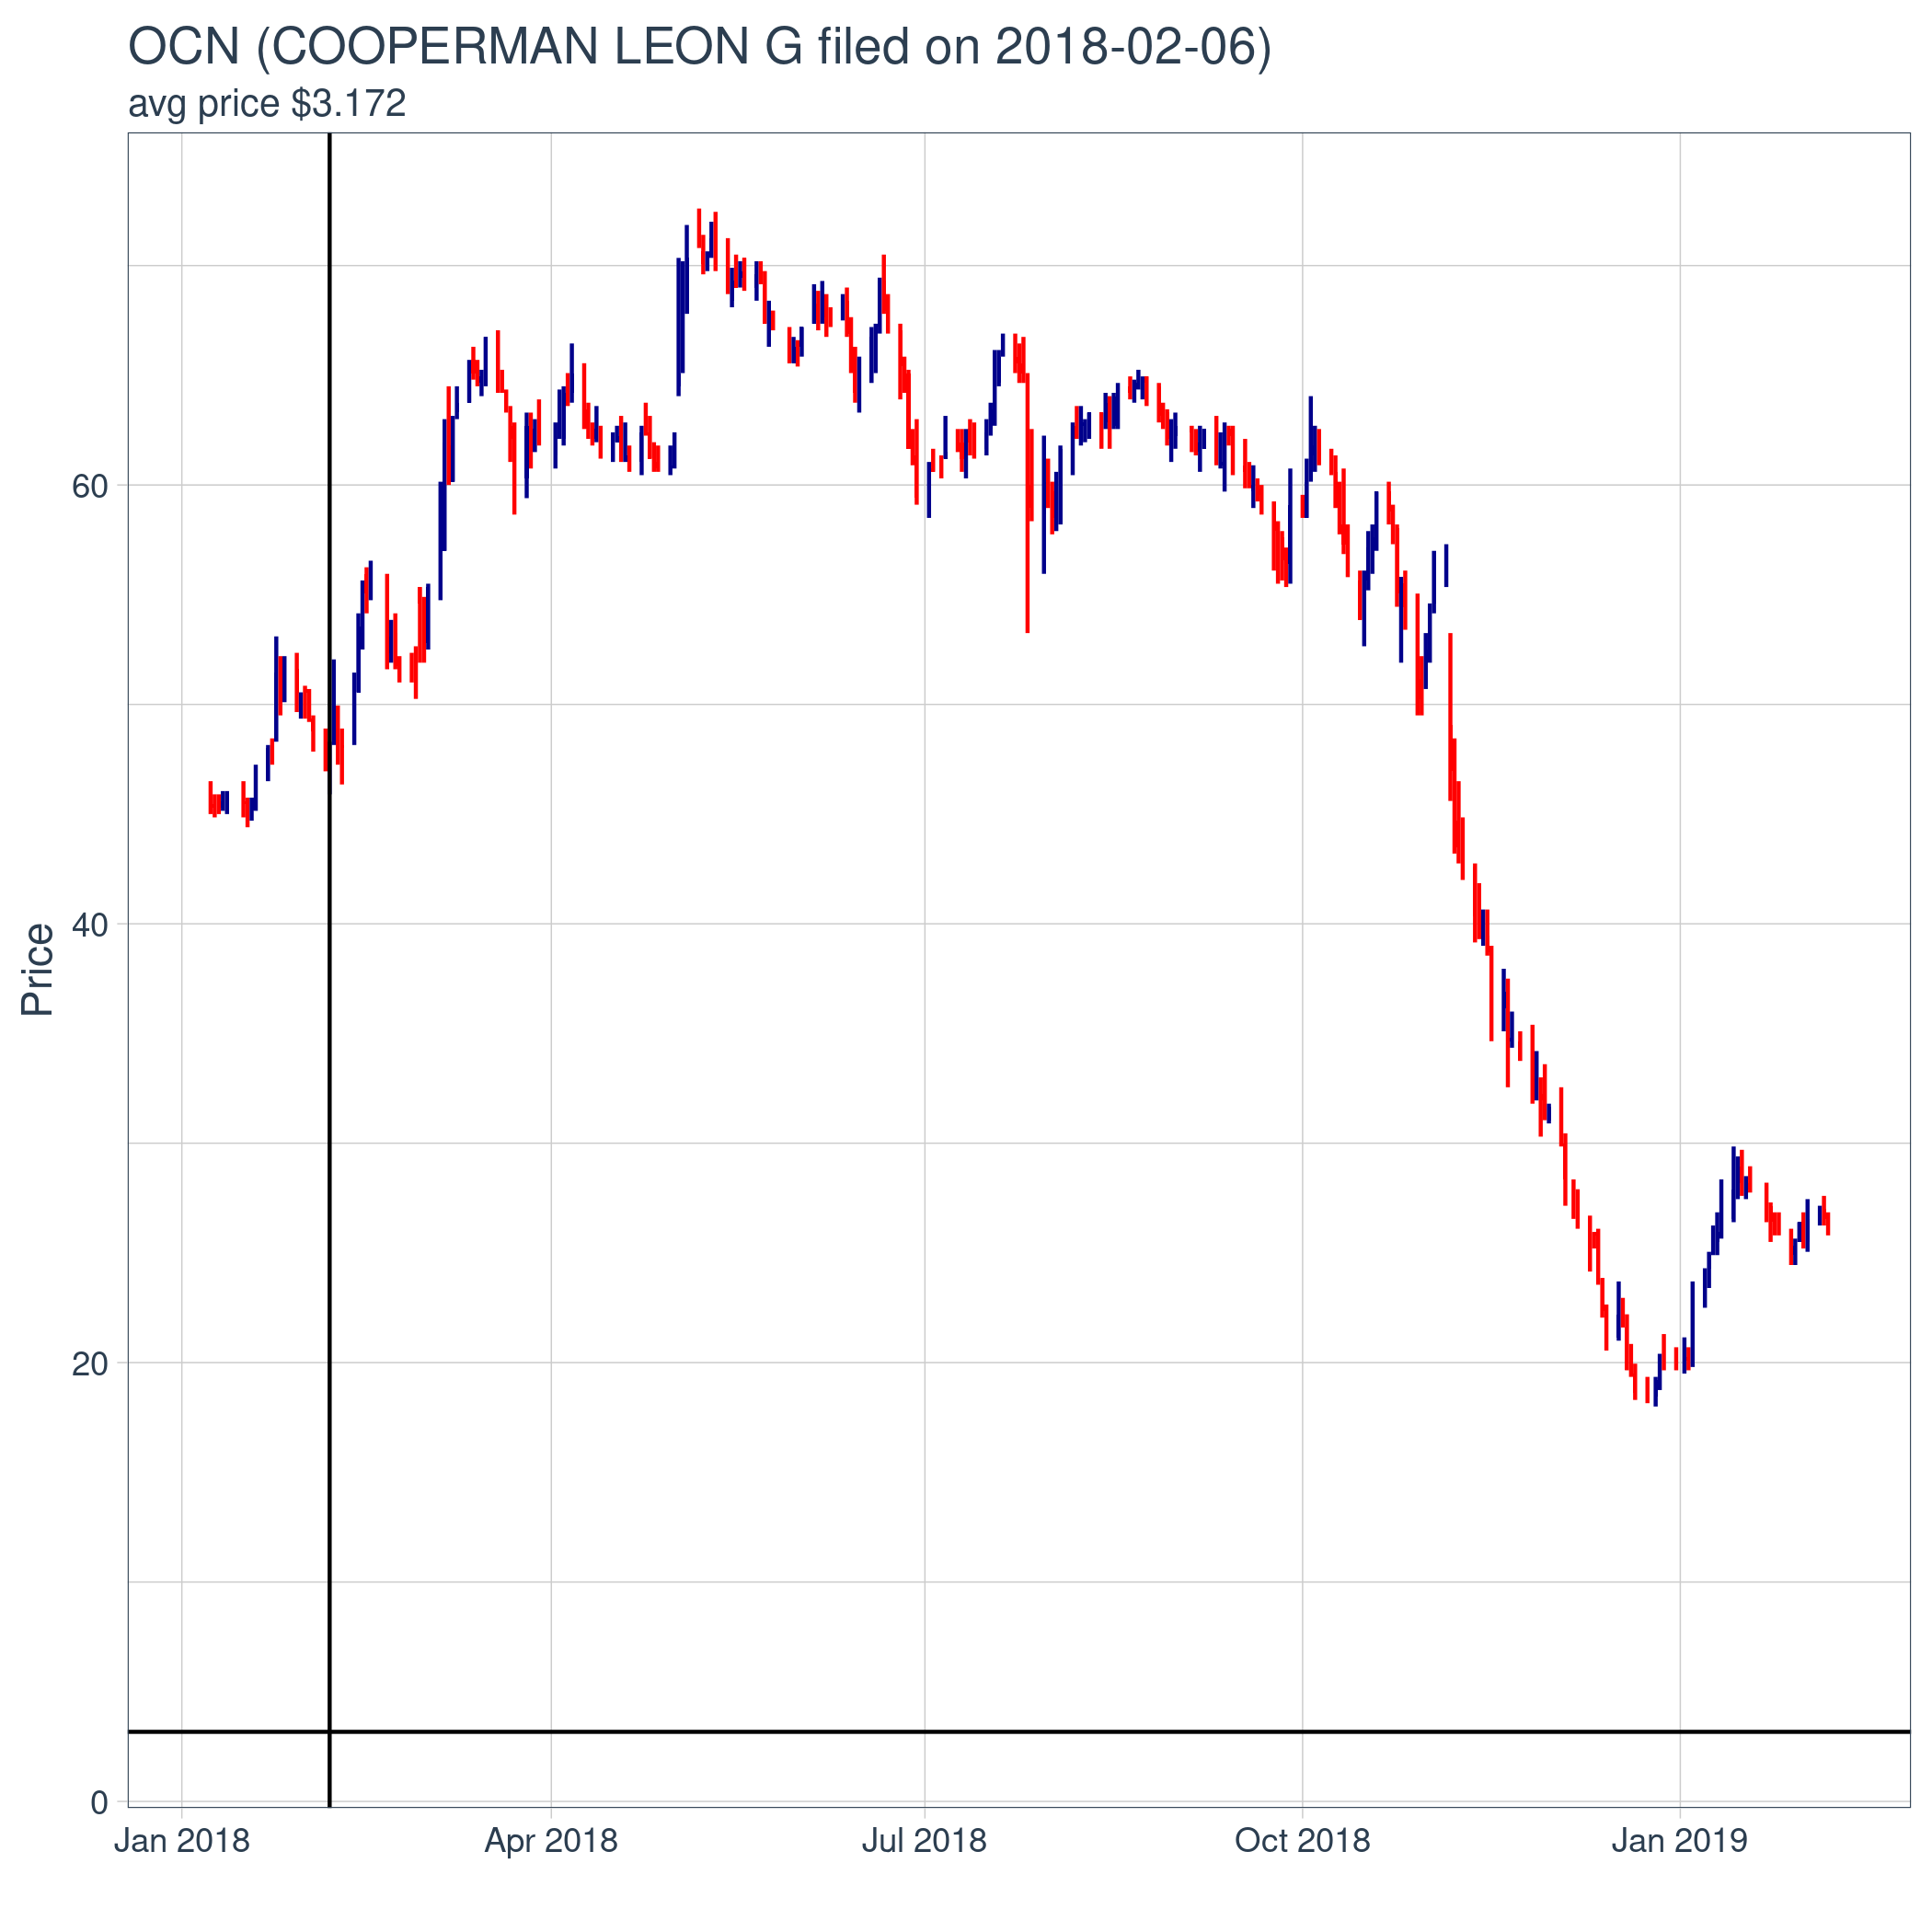 OCN (COOPERMAN LEON G filed on 2018-02-06)
avg price $3.172
Price
60
40
20
0
Jan 2018
Apr 2018
Jul 2018
Oct 2018
Jan 2019